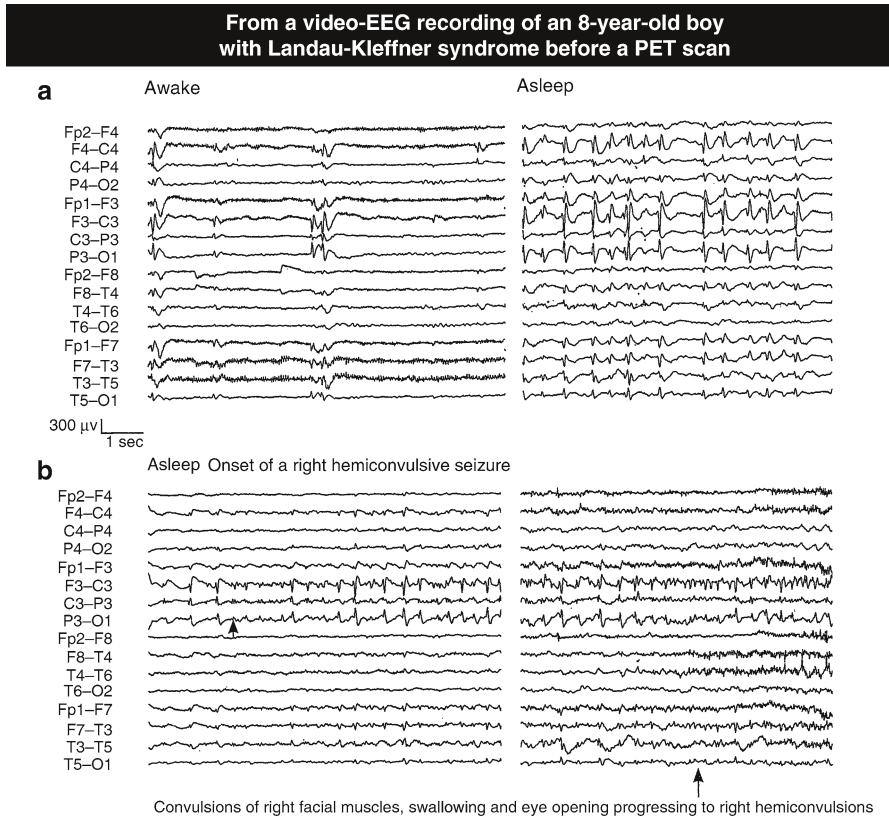 From a video-EEG recording of an 8-year-old boy
with Landau-Kleffner syndrome before a PET scan
a
Awake
Asleep
Fp2–F4
F4–C4
C4–P4
P4–O2
Fp1–F3
F3–C3
C3–P3
P3–O1
Fp2–F8
F8–T4
T4–T6
T6–O2
Fp1–F7
F7–T3
T3–T5
T5–O1
300 μv
1 sec
b
Asleep Onset of a right hemiconvulsive seizure
Fp2–F4
F4–C4
C4–P4
P4–O2
Fp1–F3
F3–C3
C3–P3
P3–O1
Fp2–F8
F8–T4
T4–T6
T6–O2
Fp1–F7
F7–T3
T3–T5
T5–O1
Convulsions of right facial muscles, swallowing and eye opening progressing to right hemiconvulsions